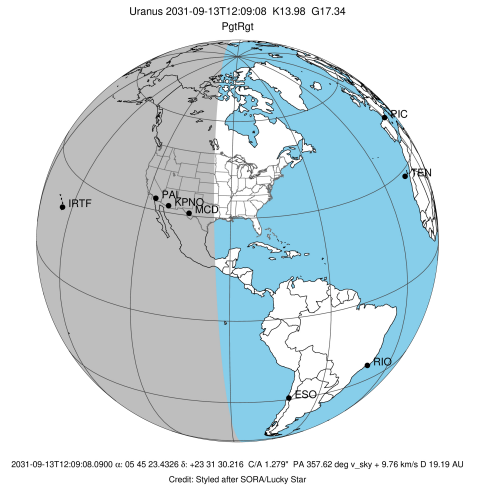 Uranus 2031-09-13T12:09:08 K13.98 G17.34
PgtRgt
PIC
TEN
IRTF
PAL
KPNO
MCD
RIO
ESO
2031-09-13T12:09:08.0900 α: 05 45 23.4326 δ: +23 31 30.216 C/A 1.279" PA 357.62 deg v_sky + 9.76 km/s D 19.19 AU
Credit: Styled after SORA/Lucky Star